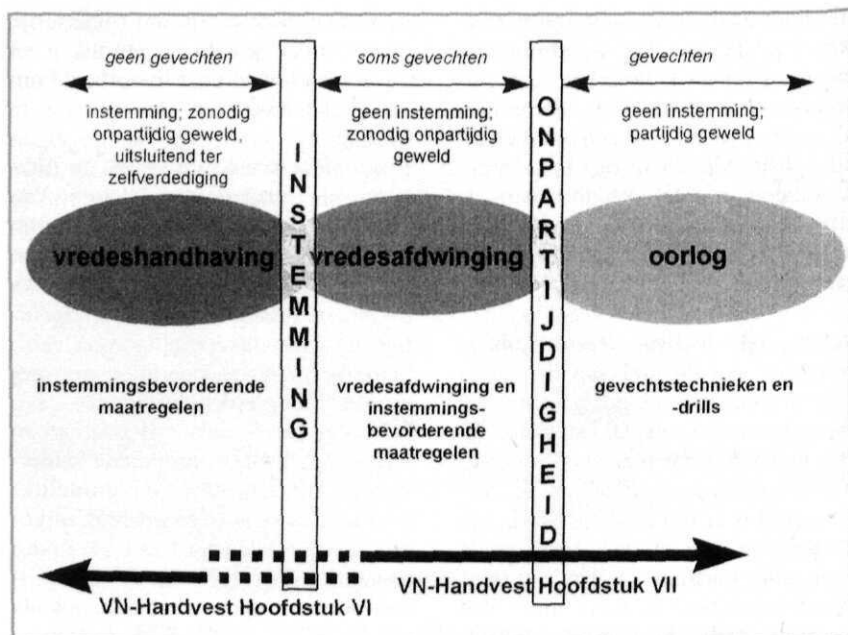 geen gevechten
instemming; zonodig
onpartijdig geweld,
uitsluitend ter
zelfverdediging
vredeshandhaving
instemmingsbevorderende
maatregelen
INSTEMMING
soms gevechten
geen instemming;
zonodig onpartijdig
geweld
vredesafdwinging
vredesafdwinging en
instemmings-
bevorderende
maatregelen
ONPARTIJDIGHEID
gevechten
geen instemming;
partijdig geweld
oorlog
gevechtstechnieken en
-drills
VN-Handvest Hoofdstuk VI
VN-Handvest Hoofdstuk VII